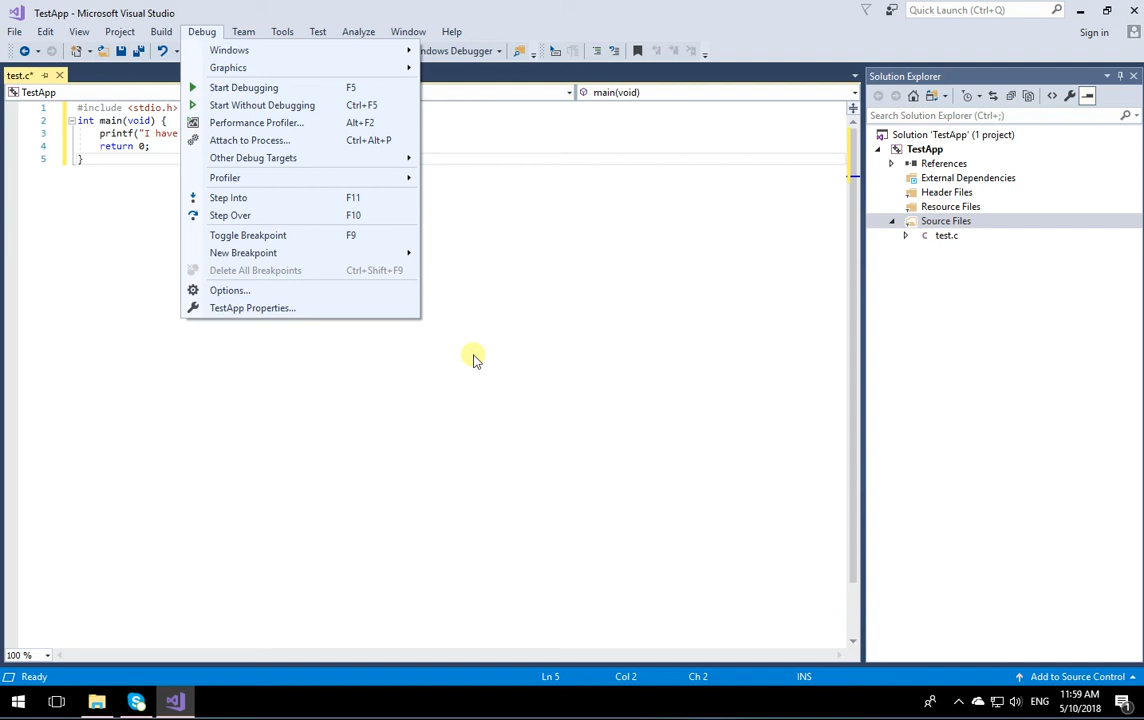 TestApp - Microsoft Visual Studio
Quick Launch (Ctrl+Q)
File Edit View Project Build Debug Team Tools Test Analyze Window Help
Sign in
ndows Debugger
test.c*
TestApp
main(void)
Windows
Graphics
Start Debugging F5
Start Without Debugging Ctrl+F5
Performance Profiler... Alt+F2
Attach to Process... Ctrl+Alt+P
Other Debug Targets
Profiler
Step Into F11
Step Over F10
Toggle Breakpoint F9
New Breakpoint
Delete All Breakpoints Ctrl+Shift+F9
Options...
TestApp Properties...
1 #include <stdio.h>
2 int main(void) {
3 printf("I have
4 return 0;
5 }
Solution Explorer
Search Solution Explorer (Ctrl+;)
Solution 'TestApp' (1 project)
TestApp
References
External Dependencies
Header Files
Resource Files
Source Files
C test.c
100 %
Ready
Ln 5 Col 2 Ch 2 INS
Add to Source Control
ENG
11:59 AM
5/10/2018
1